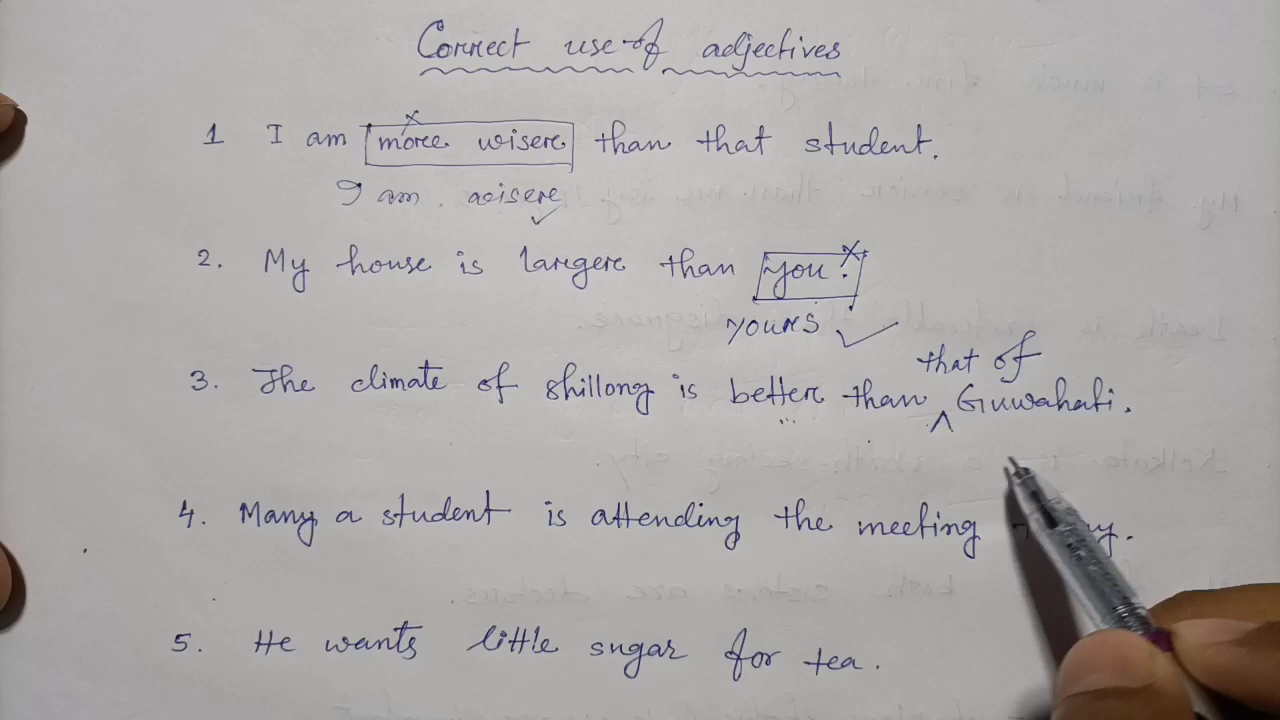 Correct use of adjectives
1 I am more wiser than that student.
I am wiser
2. My house is larger than you.
yours
that of
3. The climate of shillong is better than ^ Guwahati.
4. Many a student is attending the meeting
5. He wants little sugar for tea.